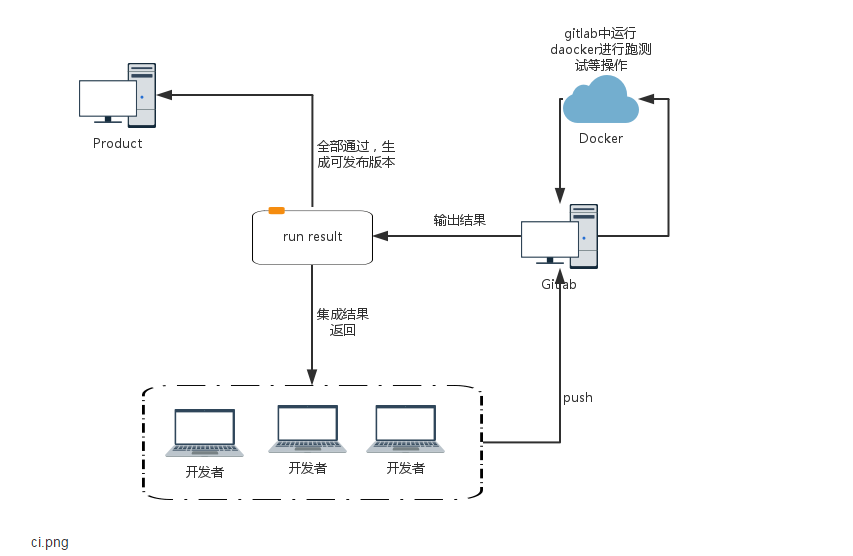 gitlab中运行
daocker进行跑测
试等操作
Docker
Product
全部通过，生
成可发布版本
run result
输出结果
Gitlab
集成结果
返回
push
开发者
开发者
开发者
ci.png